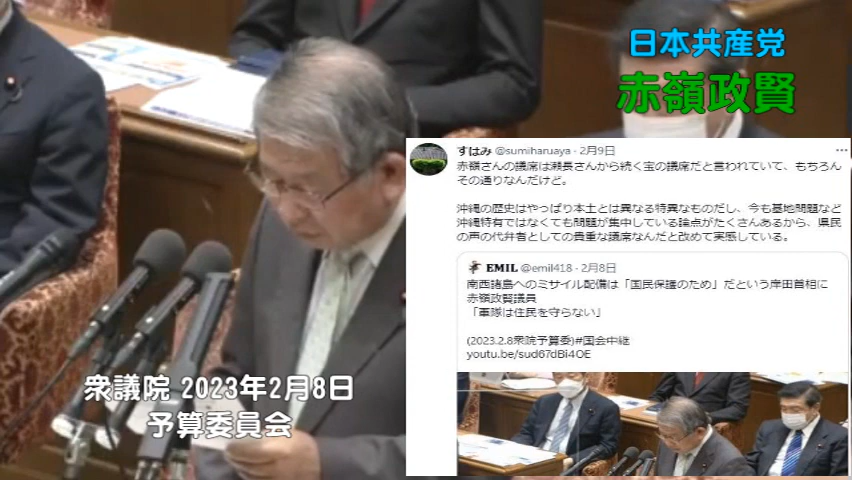 日本共産党
赤嶺政賢
すはみ @sumiharuaya · 2月9日
赤嶺さんの議席は瀬長さんから続く宝の議席だと言われていて、もちろん
その通りなんだけど。
沖縄の歴史はやっぱり本土とは異なる特異なものだし、今も基地問題など
沖縄特有ではなくても問題が集中している論点がたくさんあるから、県民
の声の代弁者としての貴重な議席なんだと改めて実感している。
EMIL @emil418 · 2月8日
南西諸島へのミサイル配備は「国民保護のため」だという岸田首相に
赤嶺政賢議員
「軍隊は住民を守らない」
(2023.2.8衆院予算委)#国会中継
youtu.be/sud67dBi4OE
衆議院 2023年2月8日
予算委員会